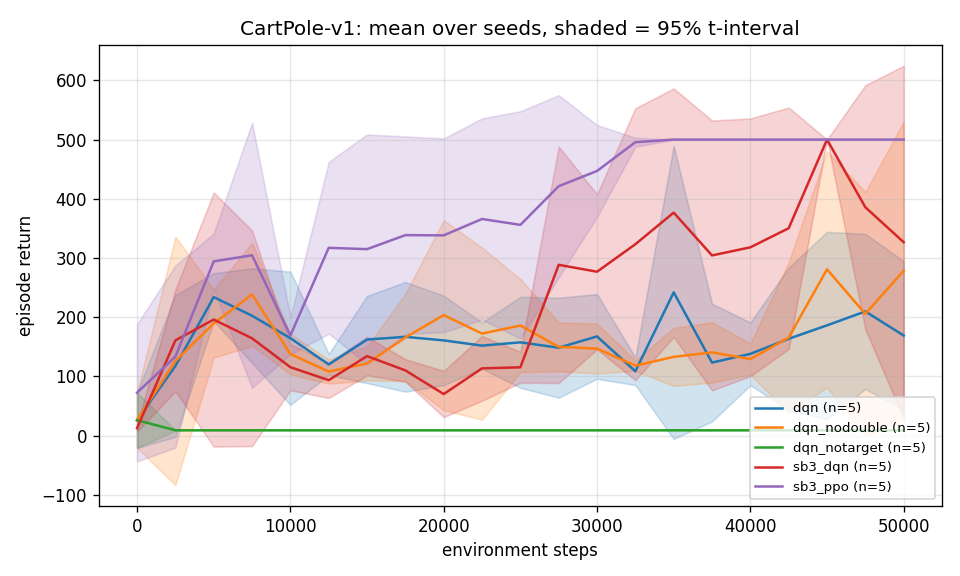 CartPole-v1: mean over seeds, shaded = 95% t-interval
episode return
600
500
400
300
200
100
0
−100
0
10000
20000
30000
40000
50000
environment steps
dqn (n=5)
dqn_nodouble (n=5)
dqn_notarget (n=5)
sb3_dqn (n=5)
sb3_ppo (n=5)